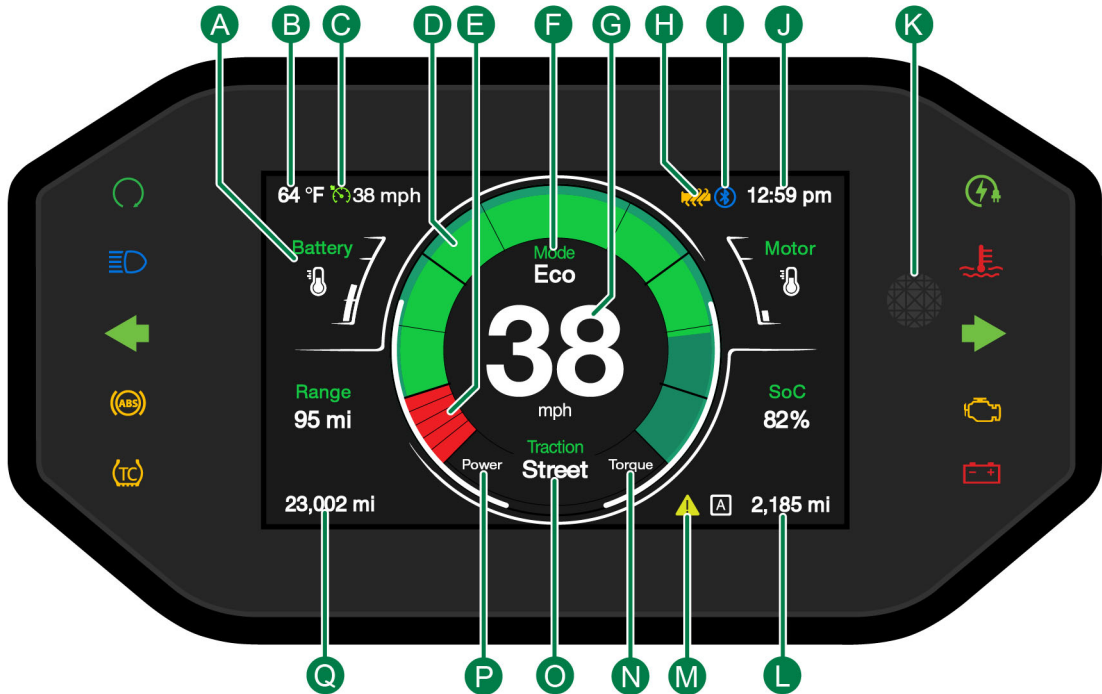 A B C D E F G H I J K
64 °F 38 mph 12:59 pm
Battery Mode Motor
Eco
38
mph
Range SoC
95 mi 82%
ABS
TC
Traction
Power Street Torque
23,002 mi A 2,185 mi
Q P O N M L